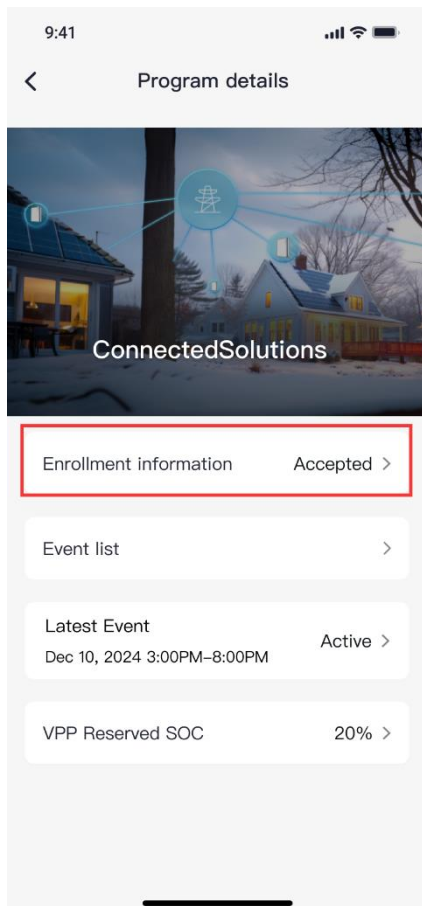 9:41
Program details
ConnectedSolutions
Enrollment information Accepted >
Event list >
Latest Event
Dec 10, 2024 3:00PM–8:00PM Active >
VPP Reserved SOC 20% >